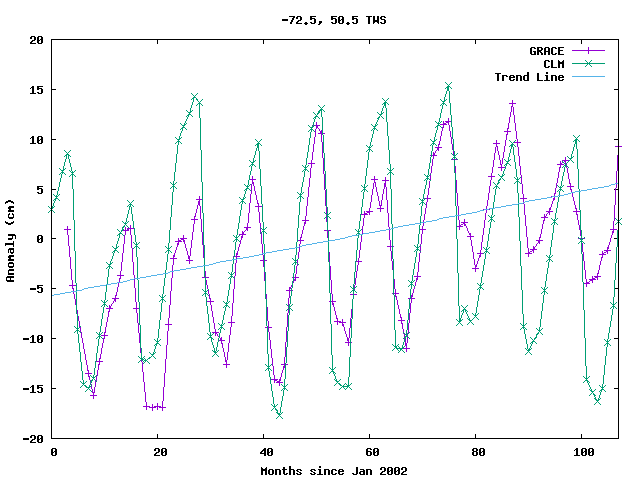 -72.5, 50.5 TWS
GRACE
CLM
Trend Line
20
15
10
5
0
-5
-10
-15
-20
Anomaly (cm)
0 20 40 60 80 100
Months since Jan 2002